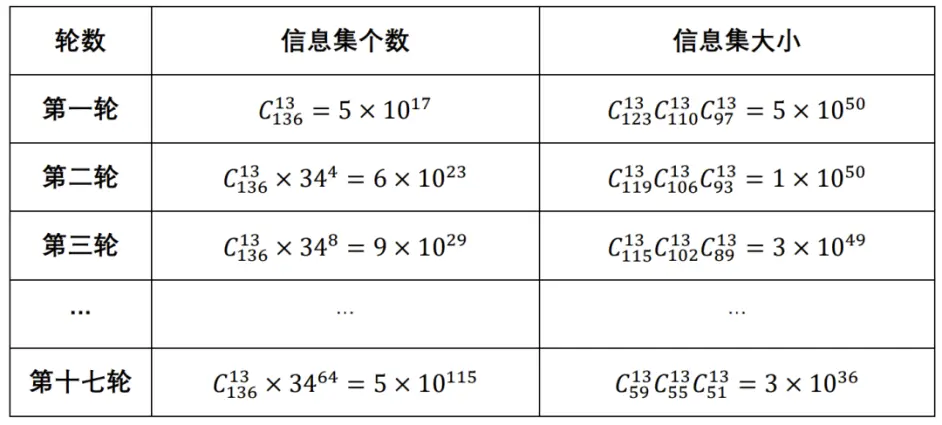 轮数 信息集个数 信息集大小
第一轮 $C_{136}^{13} = 5 \times 10^{17}$ $C_{123}^{13}C_{110}^{13}C_{97}^{13} = 5 \times 10^{50}$
第二轮 $C_{136}^{13} \times 34^{4} = 6 \times 10^{23}$ $C_{119}^{13}C_{106}^{13}C_{93}^{13} = 1 \times 10^{50}$
第三轮 $C_{136}^{13} \times 34^{8} = 9 \times 10^{29}$ $C_{115}^{13}C_{102}^{13}C_{89}^{13} = 3 \times 10^{49}$
... ... ...
第十七轮 $C_{136}^{13} \times 34^{64} = 5 \times 10^{115}$ $C_{59}^{13}C_{55}^{13}C_{51}^{13} = 3 \times 10^{36}$